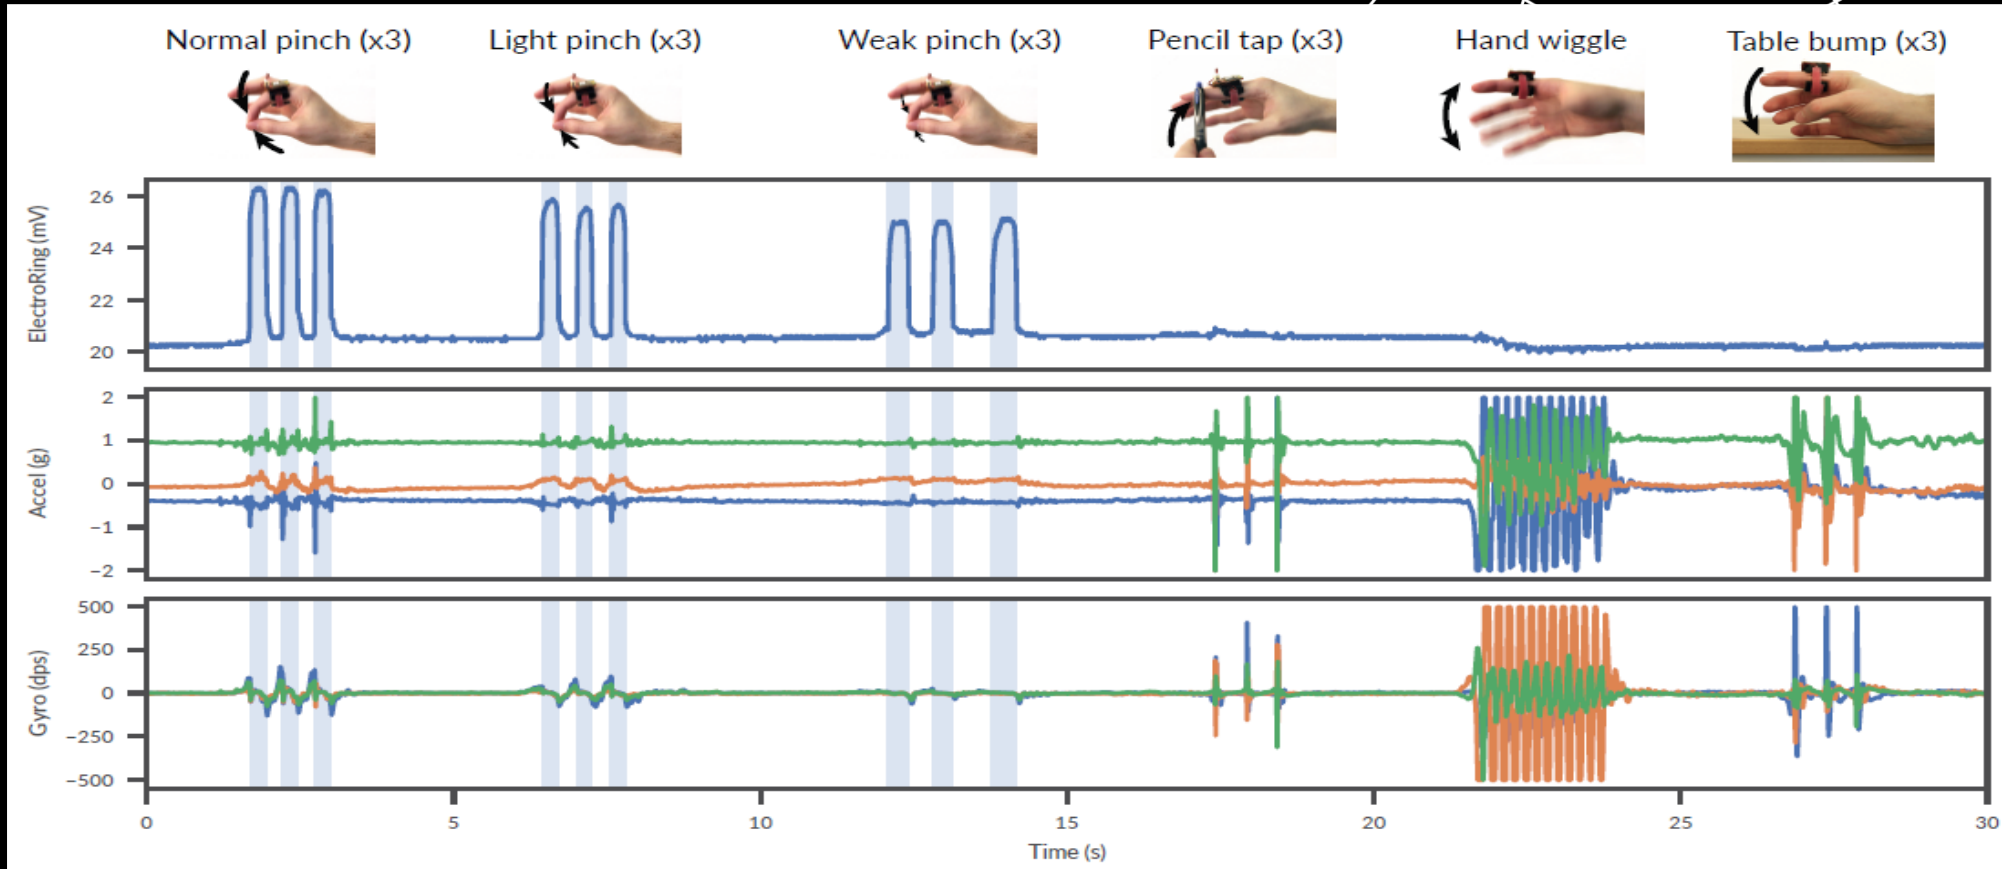 Normal pinch (x3) Light pinch (x3) Weak pinch (x3) Pencil tap (x3) Hand wiggle Table bump (x3)
ElectroRing (mV)
26
24
22
20
Accel (g)
2
1
0
−1
−2
Gyro (dps)
500
250
0
−250
−500
0 5 10 15 20 25 30
Time (s)